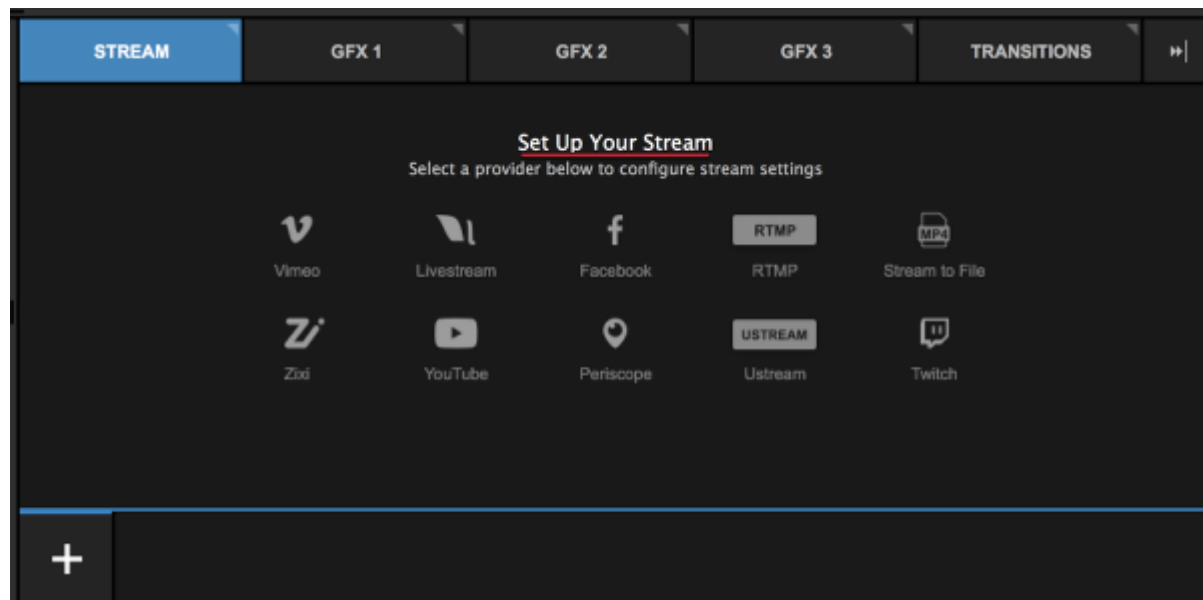 STREAM GFX 1 GFX 2 GFX 3 TRANSITIONS
Set Up Your Stream
Select a provider below to configure stream settings
RTMP MP4
Vimeo Livestream Facebook RTMP Stream to File
USTREAM
Zixi YouTube Periscope Ustream Twitch